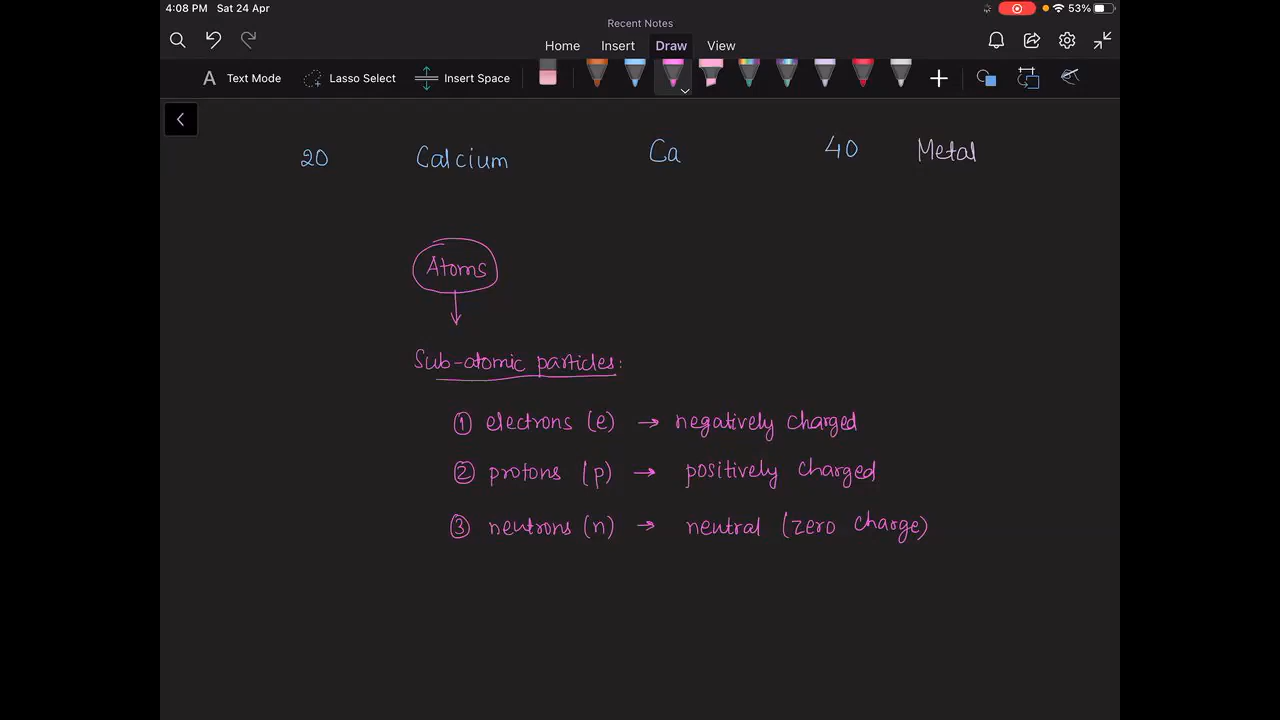 4:08 PM Sat 24 Apr
53%
Recent Notes
Home Insert Draw View
A Text Mode Lasso Select Insert Space
20 Calcium Ca 40 Metal
Atoms
Sub-atomic particles:
① electrons (e) → negatively charged
② protons (p) → positively charged
③ neutrons (n) → neutral (zero charge)